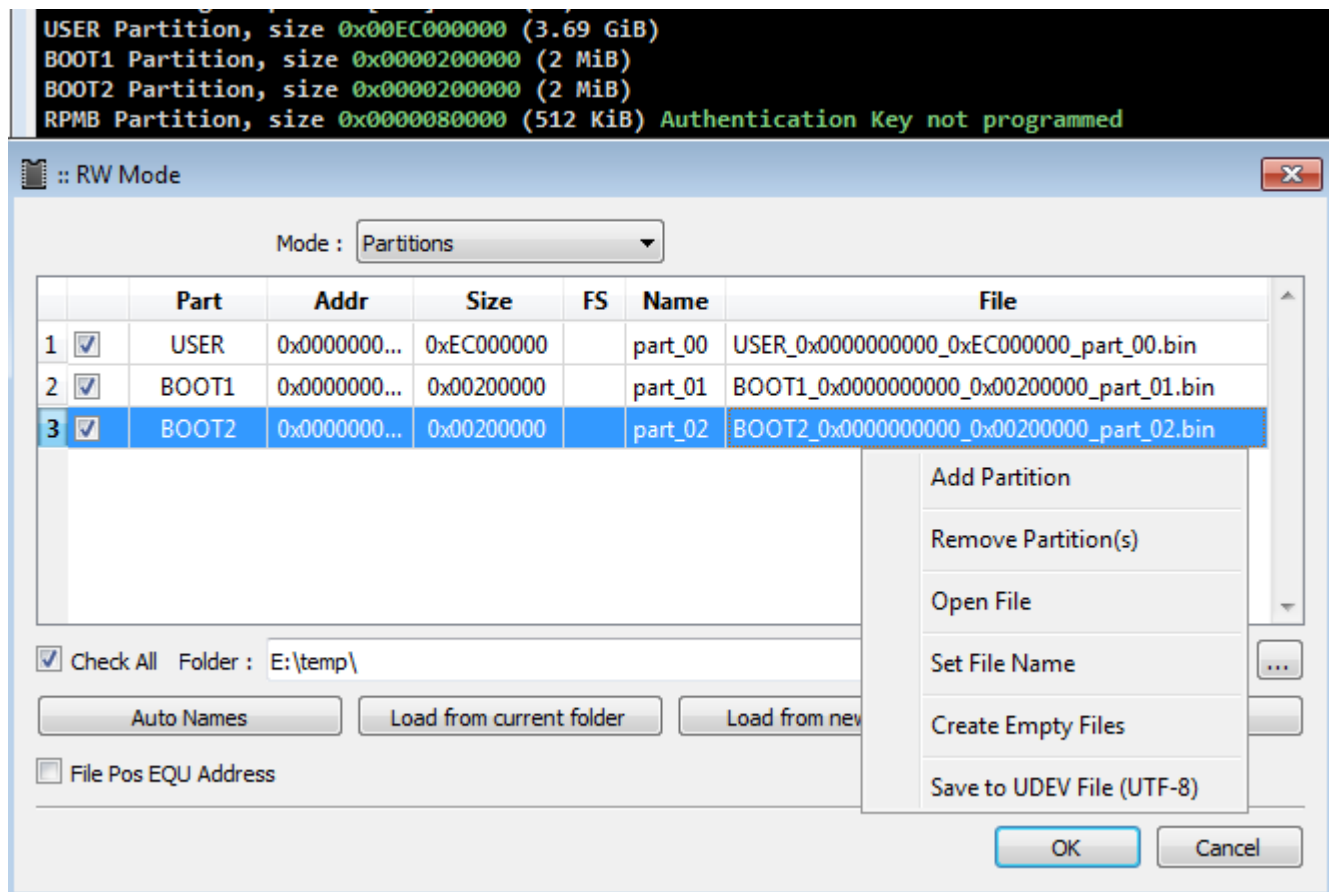 USER Partition, size 0x00EC000000 (3.69 GiB)
BOOT1 Partition, size 0x0000200000 (2 MiB)
BOOT2 Partition, size 0x0000200000 (2 MiB)
RPMB Partition, size 0x0000080000 (512 KiB) Authentication Key not programmed
:: RW Mode
Mode : Partitions
Part Addr Size FS Name File
1 USER 0x0000000... 0xEC000000 part_00 USER_0x0000000000_0xEC000000_part_00.bin
2 BOOT1 0x0000000... 0x00200000 part_01 BOOT1_0x0000000000_0x00200000_part_01.bin
3 BOOT2 0x0000000... 0x00200000 part_02 BOOT2_0x0000000000_0x00200000_part_02.bin
Add Partition
Remove Partition(s)
Open File
Set File Name
Create Empty Files
Save to UDEV File (UTF-8)
Check All Folder : E:\temp\ ...
Auto Names Load from current folder Load from new
File Pos EQU Address
OK Cancel